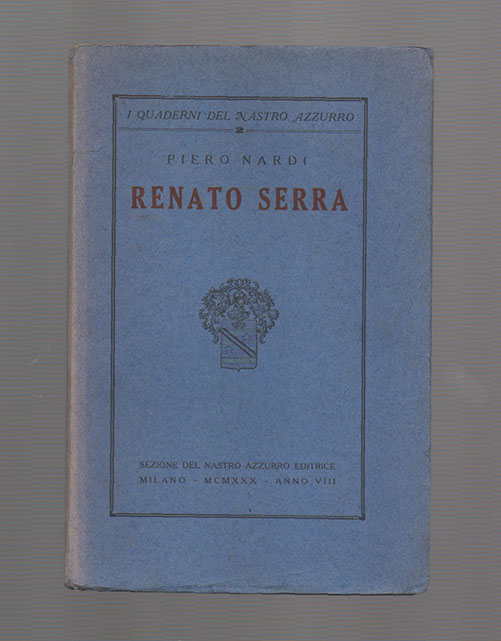 I QUADERNI DEL NASTRO AZZURRO
2
PIERO NARDI
RENATO SERRA
SEZIONE DEL NASTRO AZZURRO EDITRICE
MILANO - MCMXXX - ANNO VIII